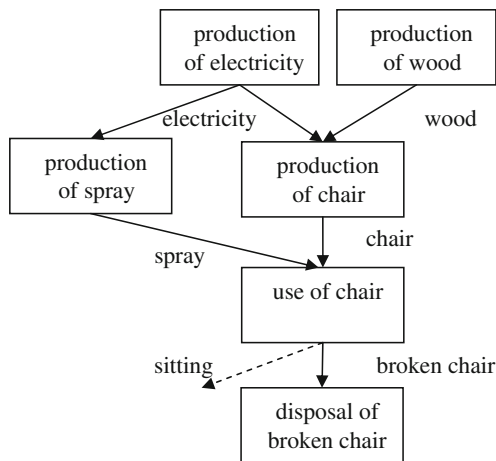 production
of electricity
production
of wood
electricity
wood
production
of spray
production
of chair
spray
chair
use of chair
sitting
broken chair
disposal of
broken chair